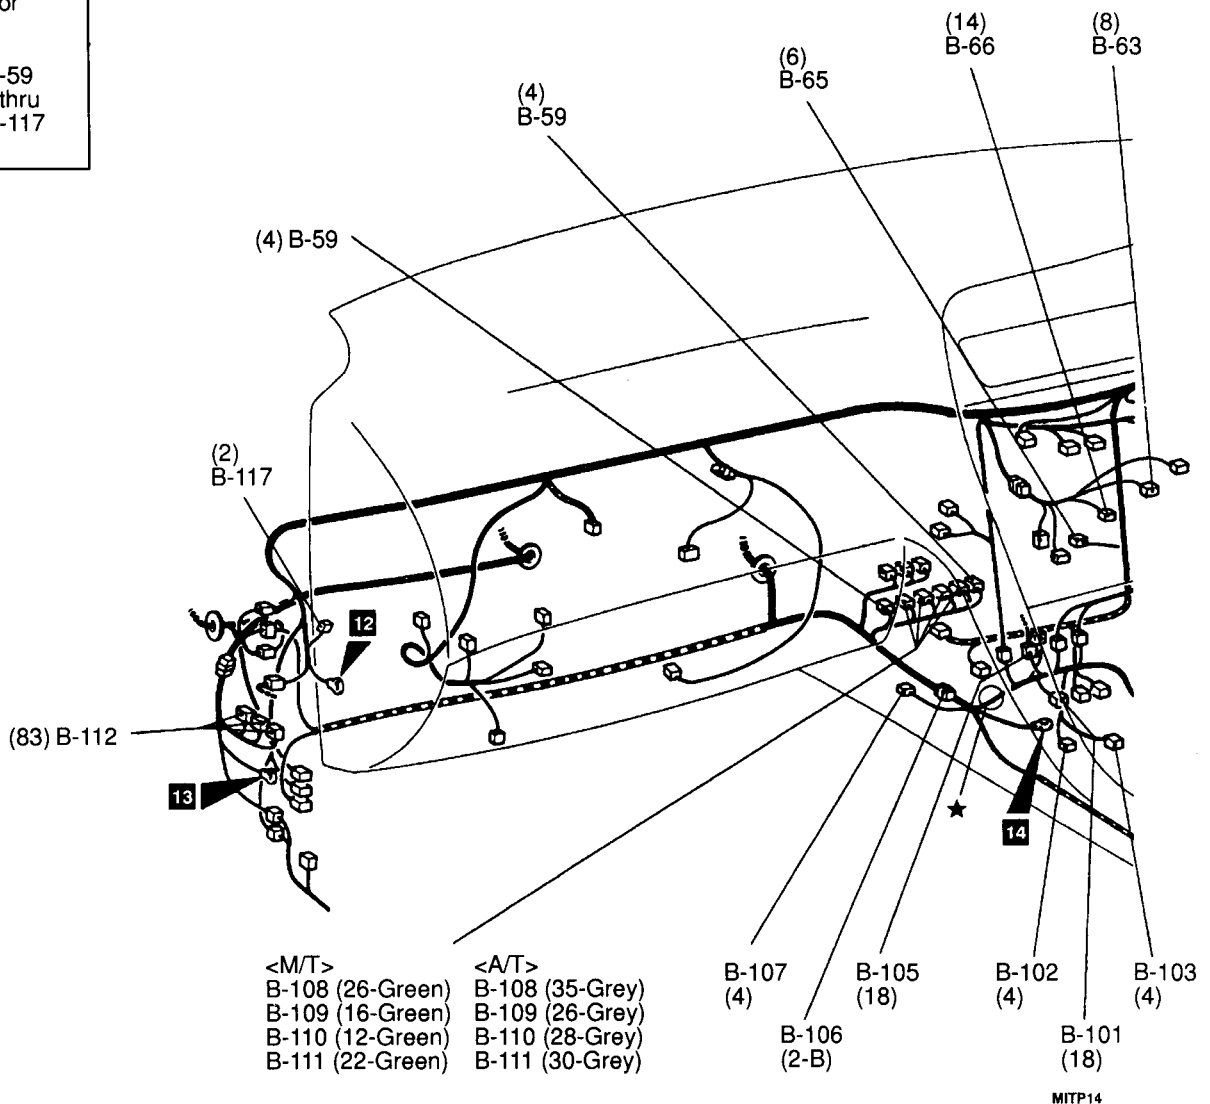 or
-59
thru
-117
(14)
B-66
(8)
B-63
(6)
B-65
(4)
B-59
(4) B-59
(2)
B-117
12
(83) B-112
13
14
<M/T>
B-108 (26-Green)
B-109 (16-Green)
B-110 (12-Green)
B-111 (22-Green)
<A/T>
B-108 (35-Grey)
B-109 (26-Grey)
B-110 (28-Grey)
B-111 (30-Grey)
B-107
(4)
B-105
(18)
B-102
(4)
B-103
(4)
B-106
(2-B)
B-101
(18)
MITP14